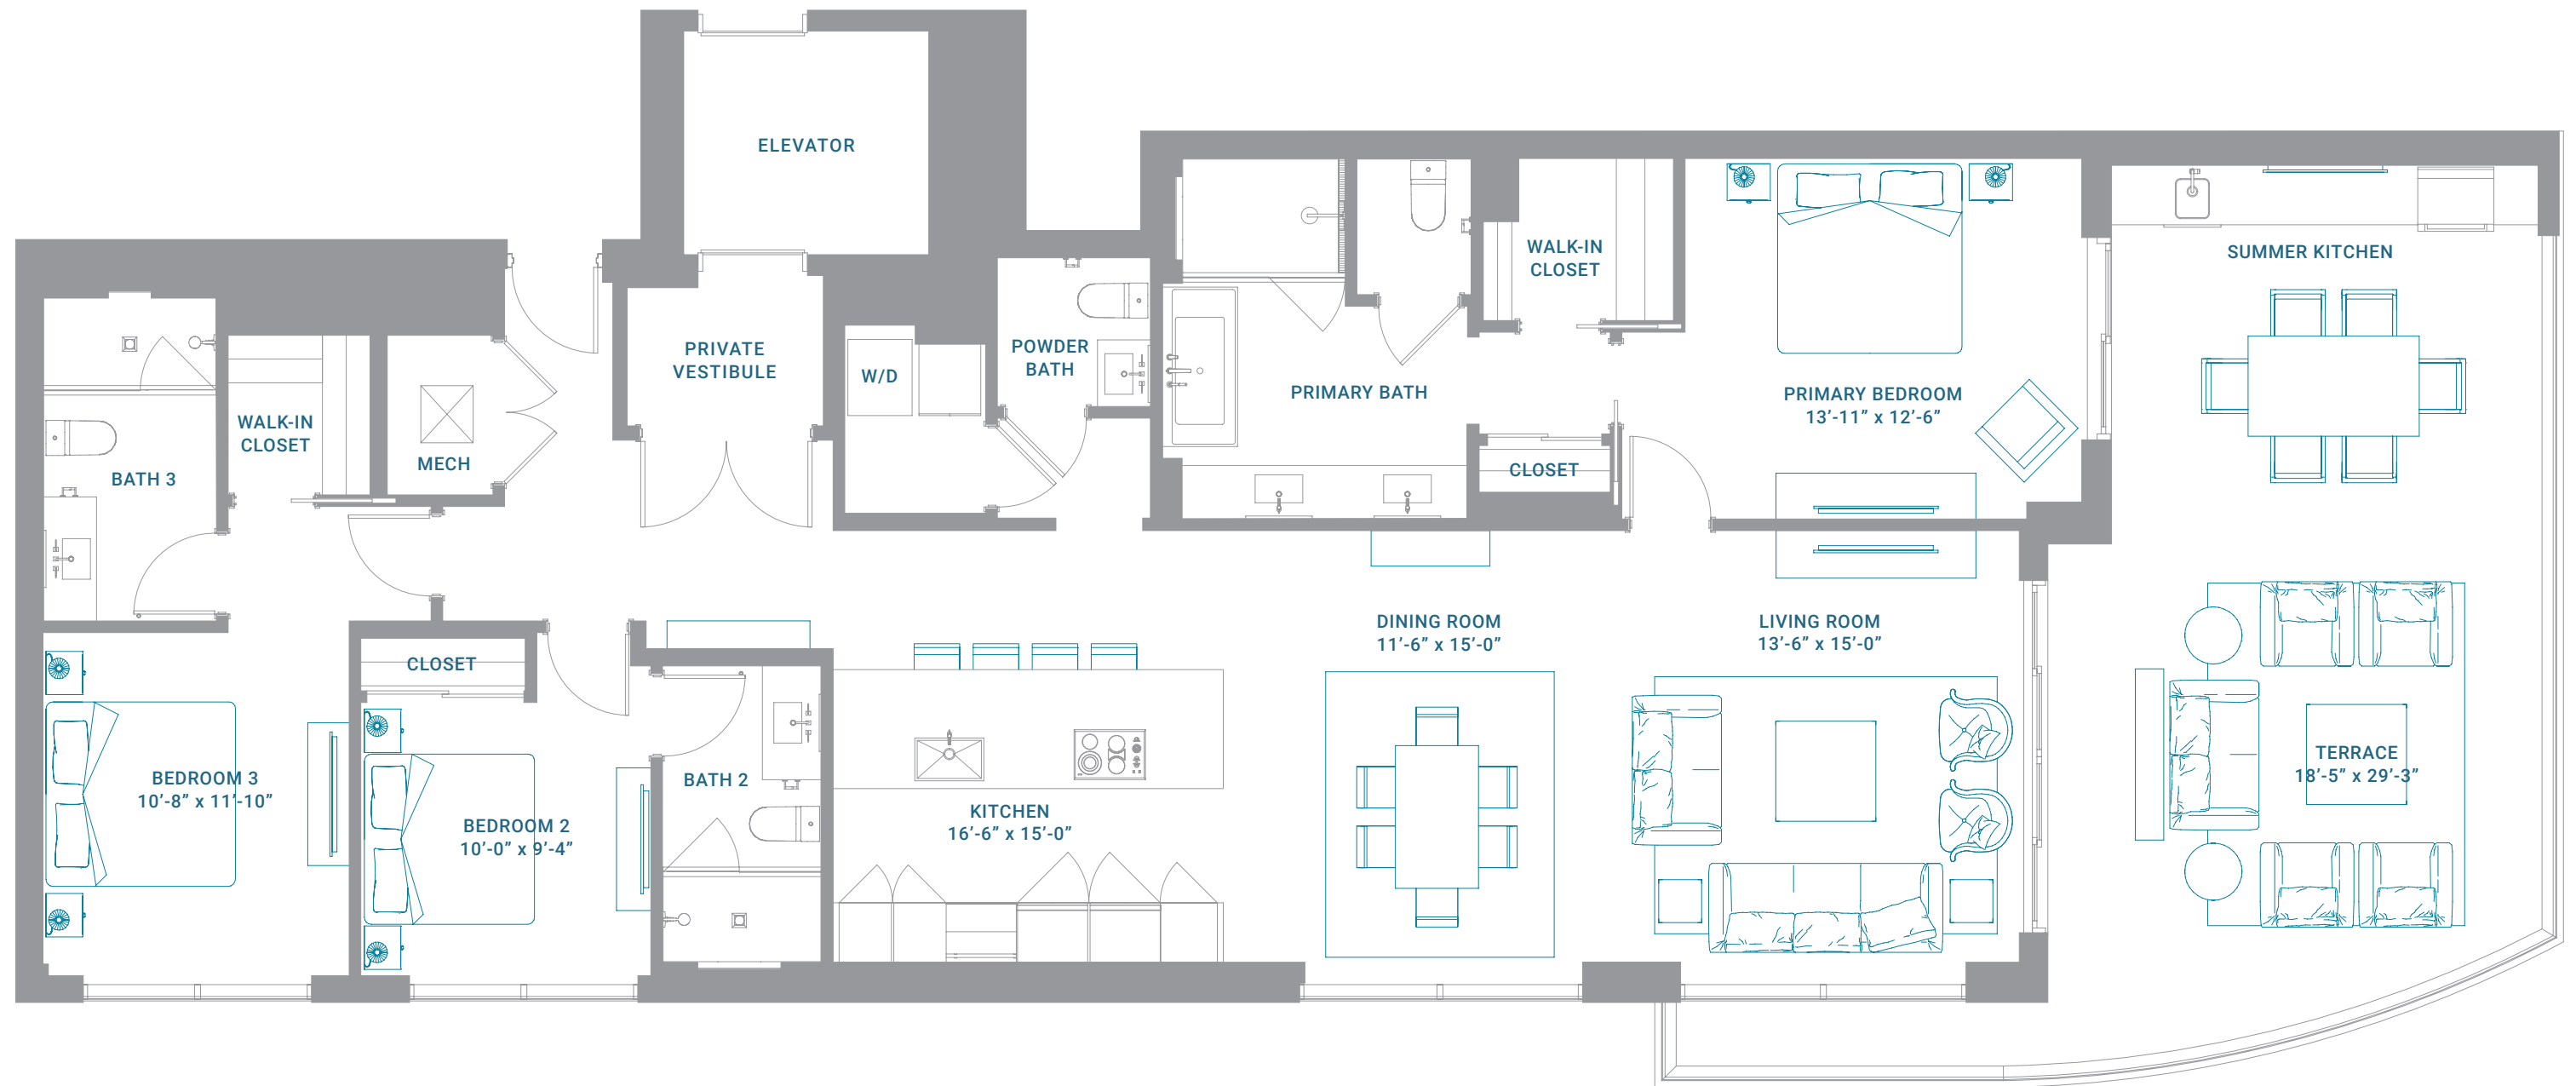 ELEVATOR
WALK-IN
CLOSET
SUMMER KITCHEN
PRIVATE
VESTIBULE
POWDER
BATH
W/D
PRIMARY BATH
PRIMARY BEDROOM
13’-11” x 12’-6”
WALK-IN
CLOSET
MECH
BATH 3
CLOSET
DINING ROOM
11’-6” x 15’-0”
LIVING ROOM
13’-6” x 15’-0”
CLOSET
TERRACE
18’-5” x 29’-3”
BEDROOM 3
10’-8” x 11’-10”
BATH 2
KITCHEN
16’-6” x 15’-0”
BEDROOM 2
10’-0” x 9’-4”